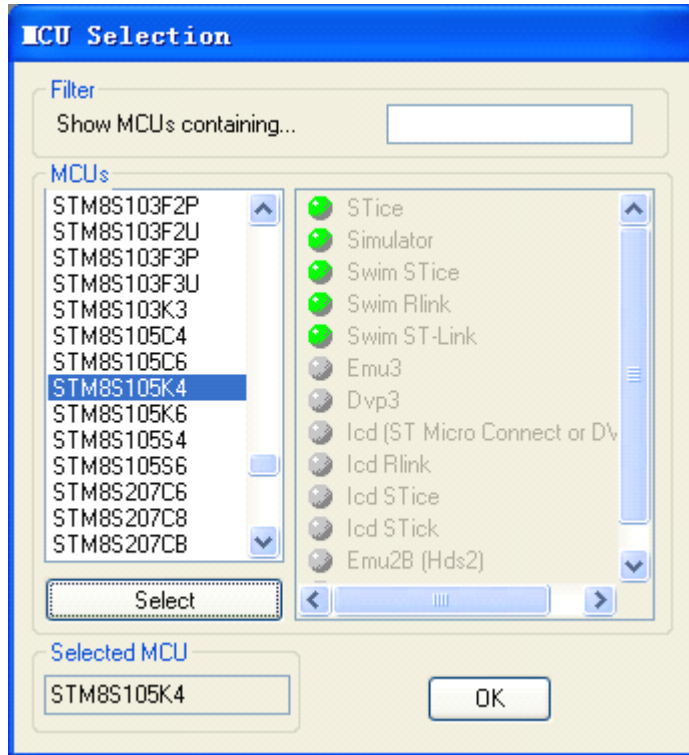 MCU Selection
Filter
Show MCUs containing...
MCUs
STM8S103F2P
STM8S103F2U
STM8S103F3P
STM8S103F3U
STM8S103K3
STM8S105C4
STM8S105C6
STM8S105K4
STM8S105K6
STM8S105S4
STM8S105S6
STM8S207C6
STM8S207C8
STM8S207CB
STice
Simulator
Swim STice
Swim Rlink
Swim ST-Link
Emu3
Dvp3
Icd (ST Micro Connect or DV
Icd Rlink
Icd STice
Icd STick
Emu2B (Hds2)
Select
Selected MCU
STM8S105K4
OK